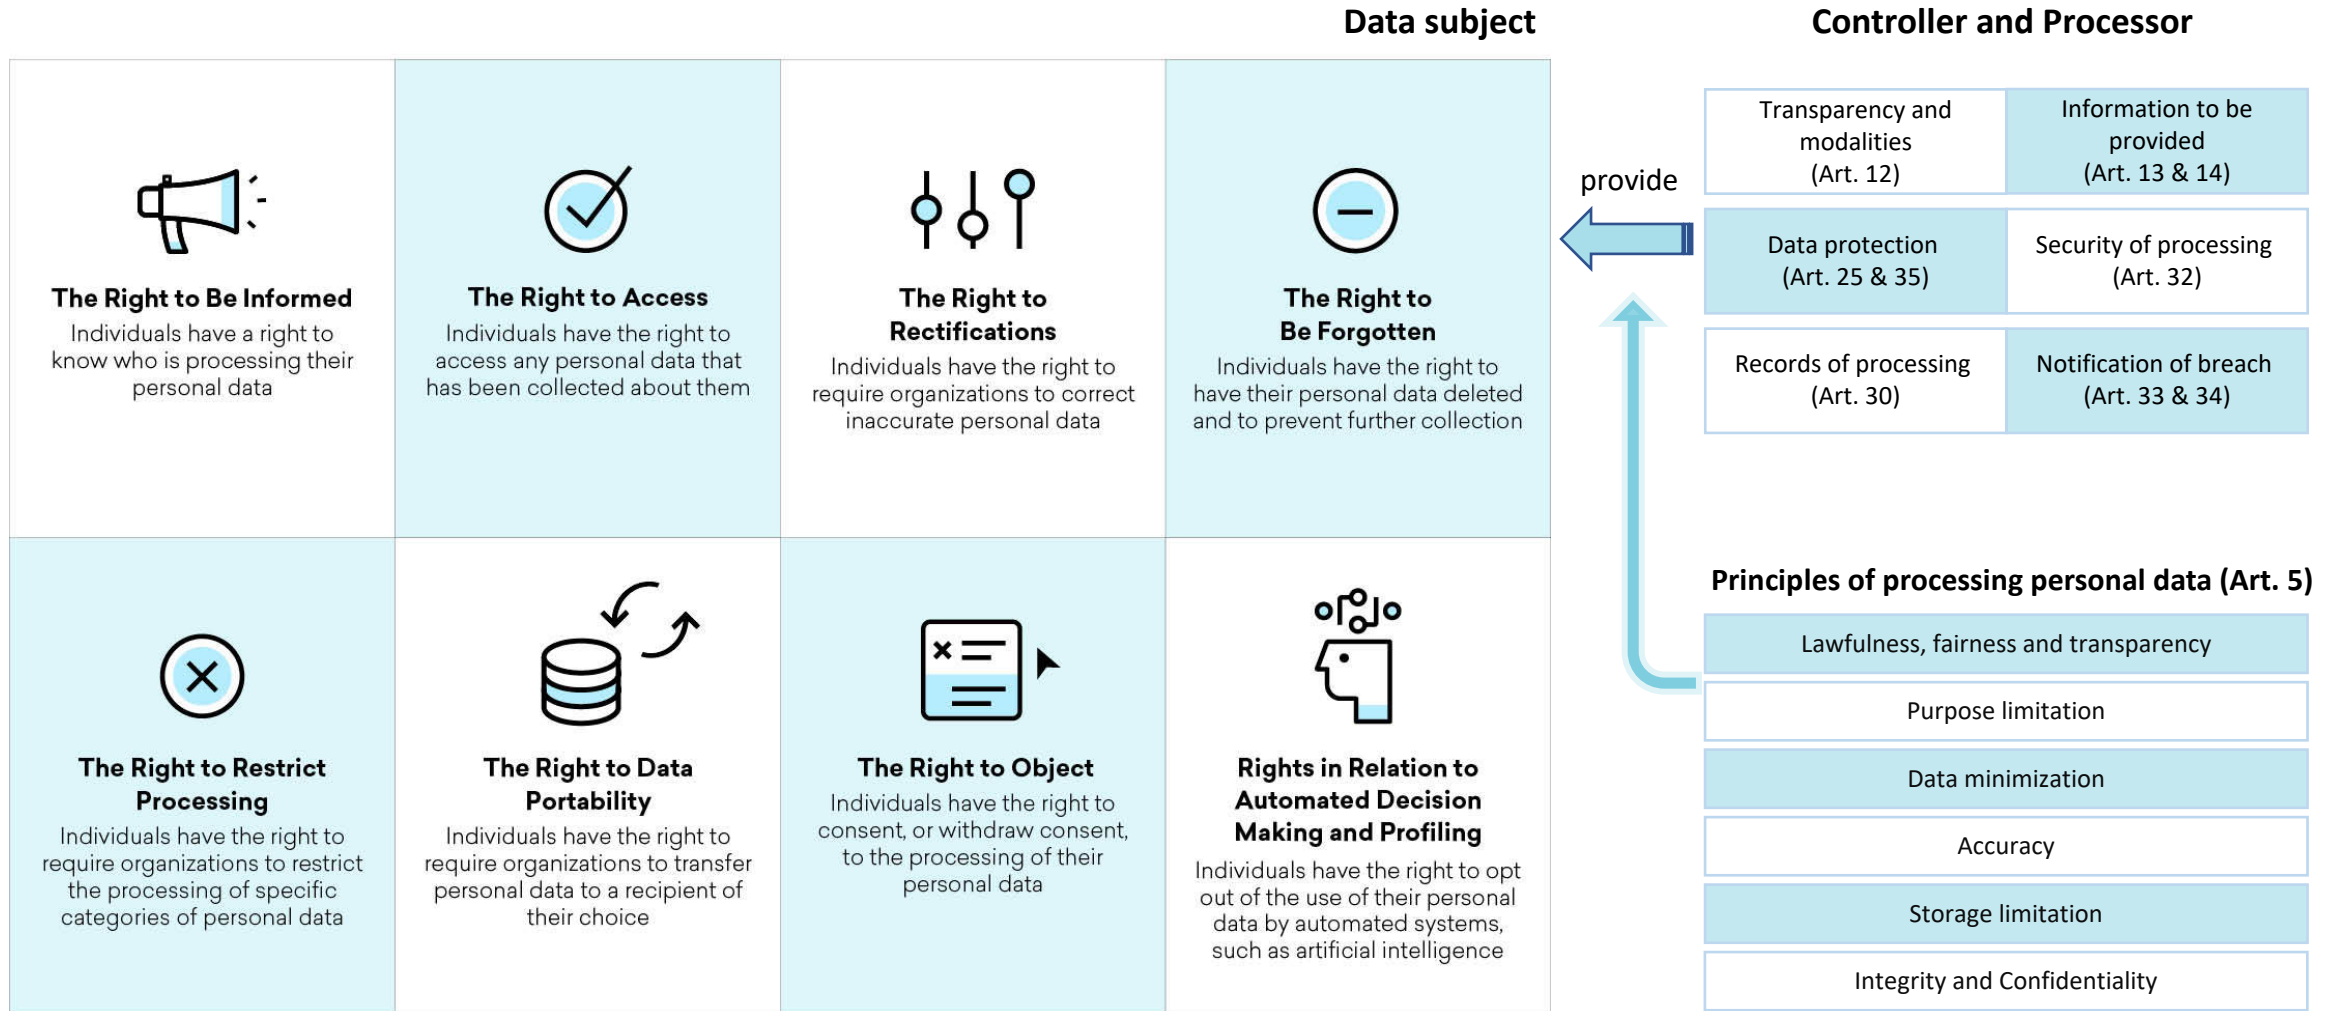 Data subject
Controller and Processor
The Right to Be Informed
Individuals have a right to
know who is processing their
personal data
The Right to Access
Individuals have the right to
access any personal data that
has been collected about them
The Right to
Rectifications
Individuals have the right to
require organizations to correct
inaccurate personal data
The Right to
Be Forgotten
Individuals have the right to
have their personal data deleted
and to prevent further collection
The Right to Restrict
Processing
Individuals have the right to
require organizations to restrict
the processing of specific
categories of personal data
The Right to Data
Portability
Individuals have the right to
require organizations to transfer
personal data to a recipient of
their choice
The Right to Object
Individuals have the right to
consent, or withdraw consent,
to the processing of their
personal data
Rights in Relation to
Automated Decision
Making and Profiling
Individuals have the right to opt
out of the use of their personal
data by automated systems,
such as artificial intelligence
provide
Transparency and
modalities
(Art. 12)
Information to be
provided
(Art. 13 & 14)
Data protection
(Art. 25 & 35)
Security of processing
(Art. 32)
Records of processing
(Art. 30)
Notification of breach
(Art. 33 & 34)
Principles of processing personal data (Art. 5)
Lawfulness, fairness and transparency
Purpose limitation
Data minimization
Accuracy
Storage limitation
Integrity and Confidentiality